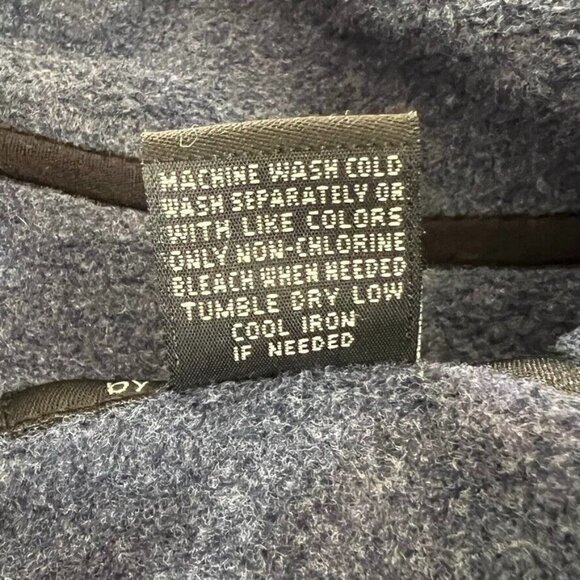 MACHINE WASH COLD
WASH SEPARATELY OR
WITH LIKE COLORS
ONLY NON-CHLORINE
BLEACH WHEN NEEDED
TUMBLE DRY LOW
COOL IRON
IF NEEDED
by